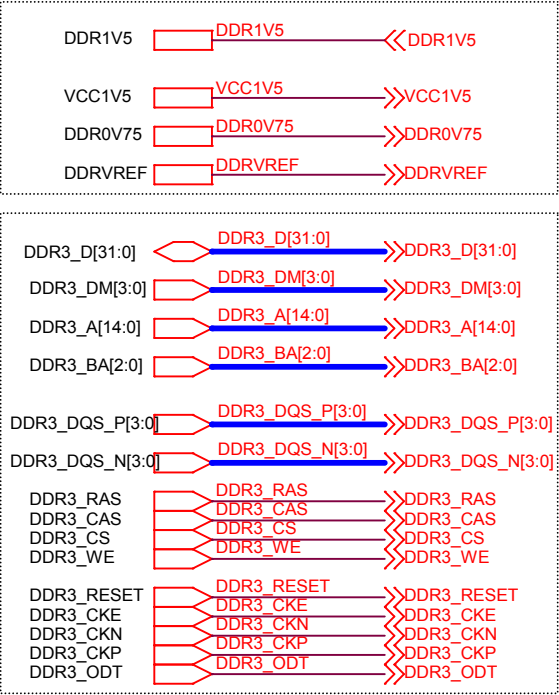 DDR1V5 DDR1V5 DDR1V5
VCC1V5 VCC1V5 VCC1V5
DDR0V75 DDR0V75 DDR0V75
DDRVREF DDRVREF DDRVREF
DDR3_D[31:0] DDR3_D[31:0] DDR3_D[31:0]
DDR3_DM[3:0] DDR3_DM[3:0] DDR3_DM[3:0]
DDR3_A[14:0] DDR3_A[14:0] DDR3_A[14:0]
DDR3_BA[2:0] DDR3_BA[2:0] DDR3_BA[2:0]
DDR3_DQS_P[3:0] DDR3_DQS_P[3:0] DDR3_DQS_P[3:0]
DDR3_DQS_N[3:0] DDR3_DQS_N[3:0] DDR3_DQS_N[3:0]
DDR3_RAS DDR3_RAS DDR3_RAS
DDR3_CAS DDR3_CAS DDR3_CAS
DDR3_CS DDR3_CS DDR3_CS
DDR3_WE DDR3_WE DDR3_WE
DDR3_RESET DDR3_RESET DDR3_RESET
DDR3_CKE DDR3_CKE DDR3_CKE
DDR3_CKN DDR3_CKN DDR3_CKN
DDR3_CKP DDR3_CKP DDR3_CKP
DDR3_ODT DDR3_ODT DDR3_ODT